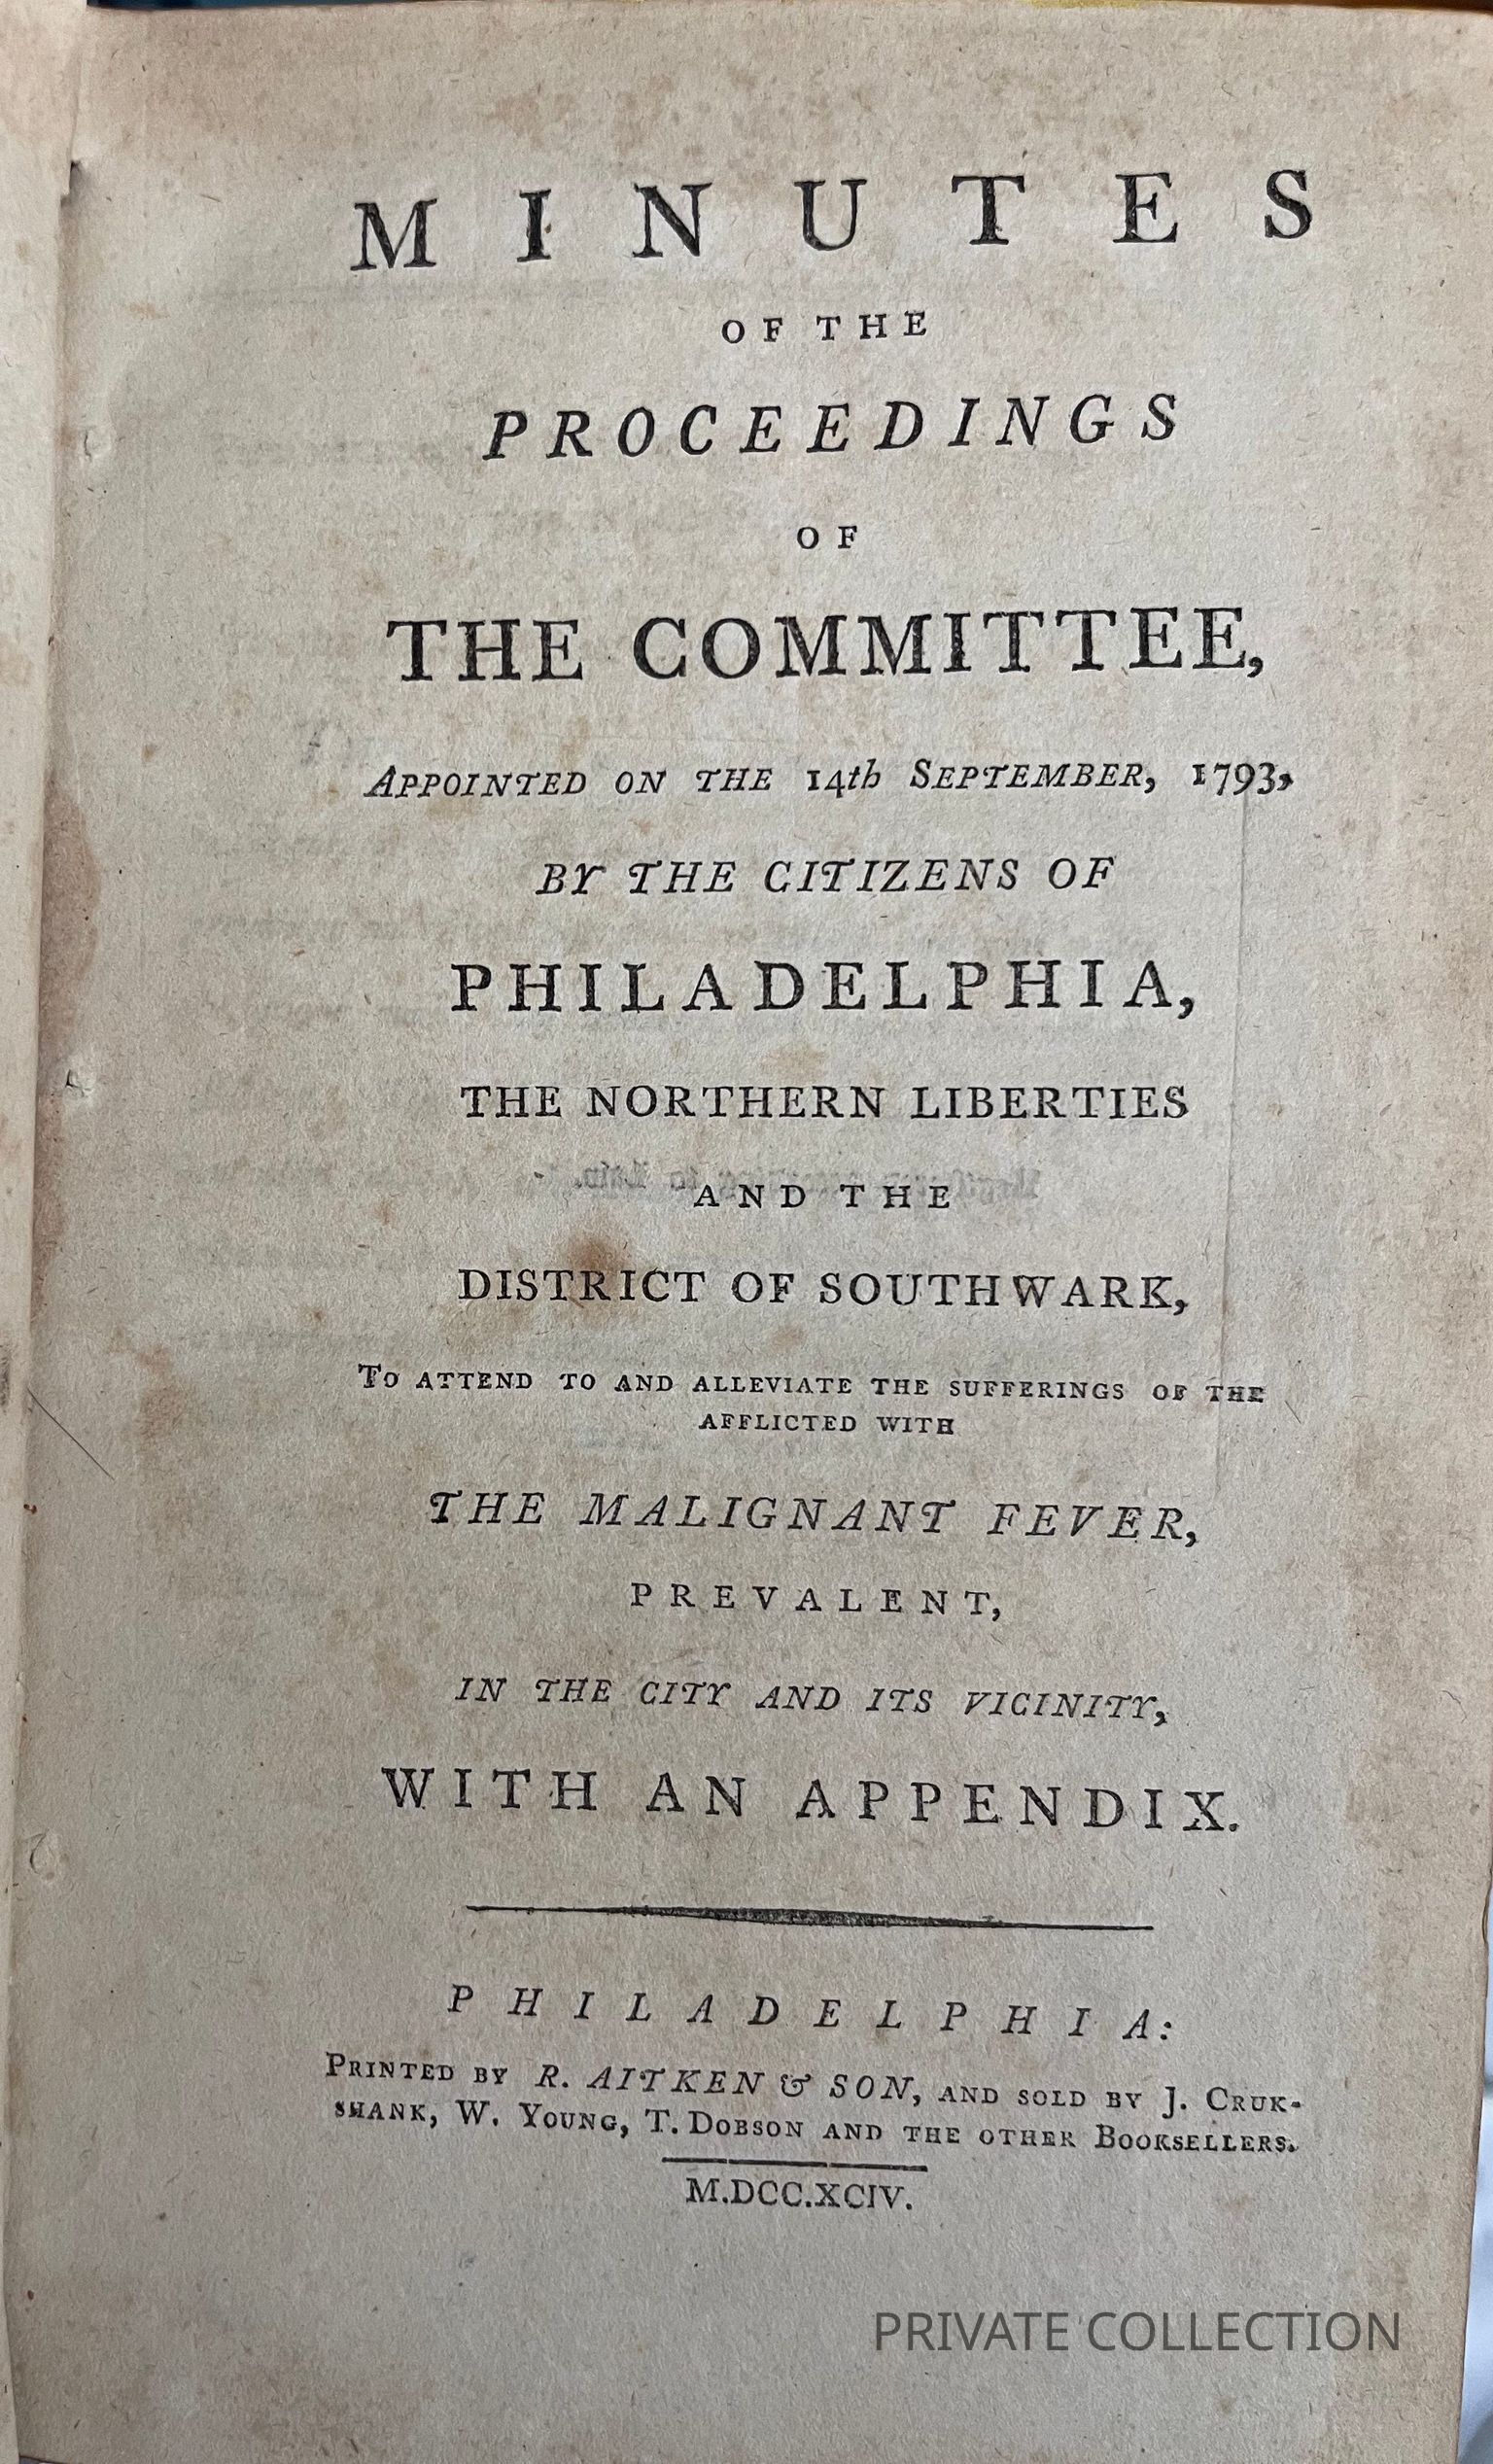 MINUTES
OF THE
PROCEEDINGS
OF
THE COMMITTEE,
APPOINTED ON THE 14th SEPTEMBER, 1793,
BY THE CITIZENS OF
PHILADELPHIA,
THE NORTHERN LIBERTIES
AND THE
DISTRICT OF SOUTHWARK,
TO ATTEND TO AND ALLEVIATE THE SUFFERINGS OF THE
AFFLICTED WITH
THE MALIGNANT FEVER,
PREVALENT,
IN THE CITY AND ITS VICINITY,
WITH AN APPENDIX.
PHILADELPHIA:
PRINTED BY R. AITKEN & SON, AND SOLD BY J. CRUK-
SHANK, W. YOUNG, T. DOBSON AND THE OTHER BOOKSELLERS.
M.DCC.XCIV.
PRIVATE COLLECTION